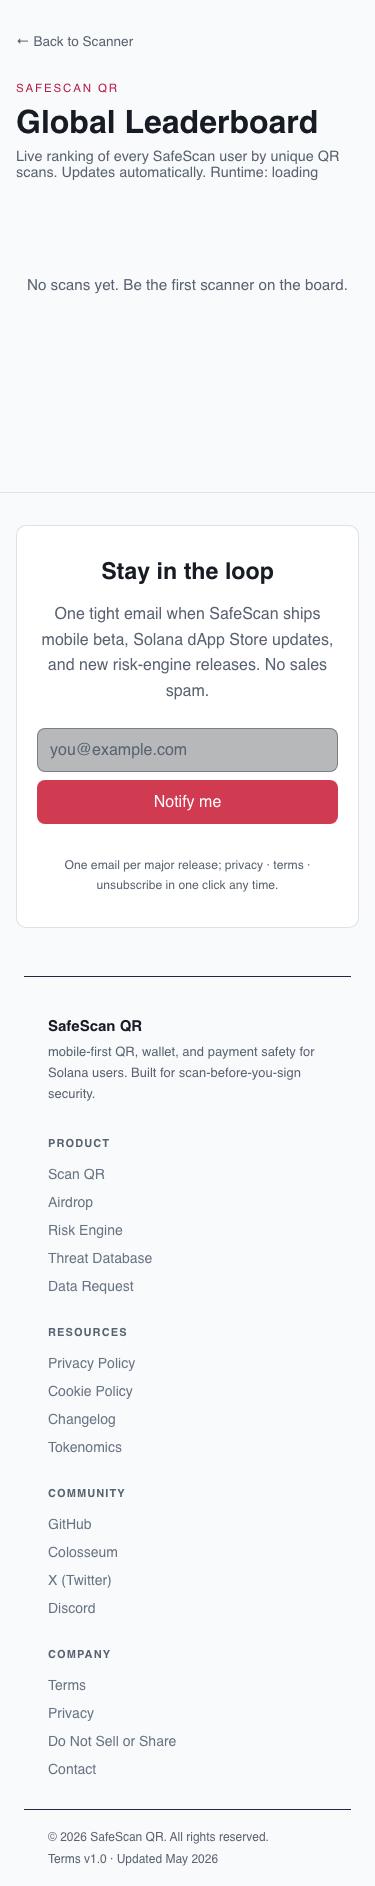 ← Back to Scanner
SAFESCAN QR
Global Leaderboard
Live ranking of every SafeScan user by unique QR
scans. Updates automatically. Runtime: loading
No scans yet. Be the first scanner on the board.
Stay in the loop
One tight email when SafeScan ships
mobile beta, Solana dApp Store updates,
and new risk-engine releases. No sales
spam.
you@example.com
Notify me
One email per major release; privacy · terms ·
unsubscribe in one click any time.
SafeScan QR
mobile-first QR, wallet, and payment safety for
Solana users. Built for scan-before-you-sign
security.
PRODUCT
Scan QR
Airdrop
Risk Engine
Threat Database
Data Request
RESOURCES
Privacy Policy
Cookie Policy
Changelog
Tokenomics
COMMUNITY
GitHub
Colosseum
X (Twitter)
Discord
COMPANY
Terms
Privacy
Do Not Sell or Share
Contact
© 2026 SafeScan QR. All rights reserved.
Terms v1.0 · Updated May 2026